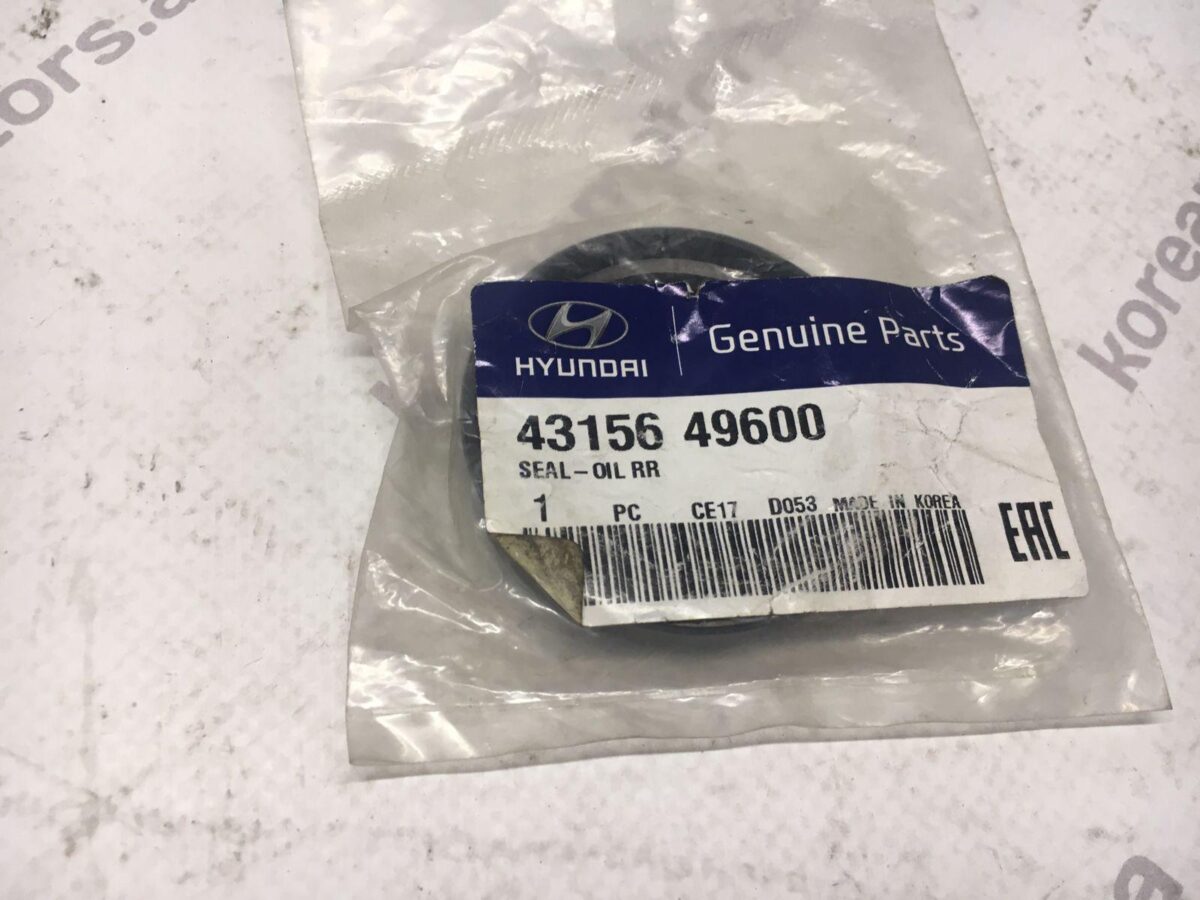 HYUNDAI
Genuine Parts
43156 49600
SEAL-OIL RR
1 PC CE17 D053 MADE IN KOREA
EAC